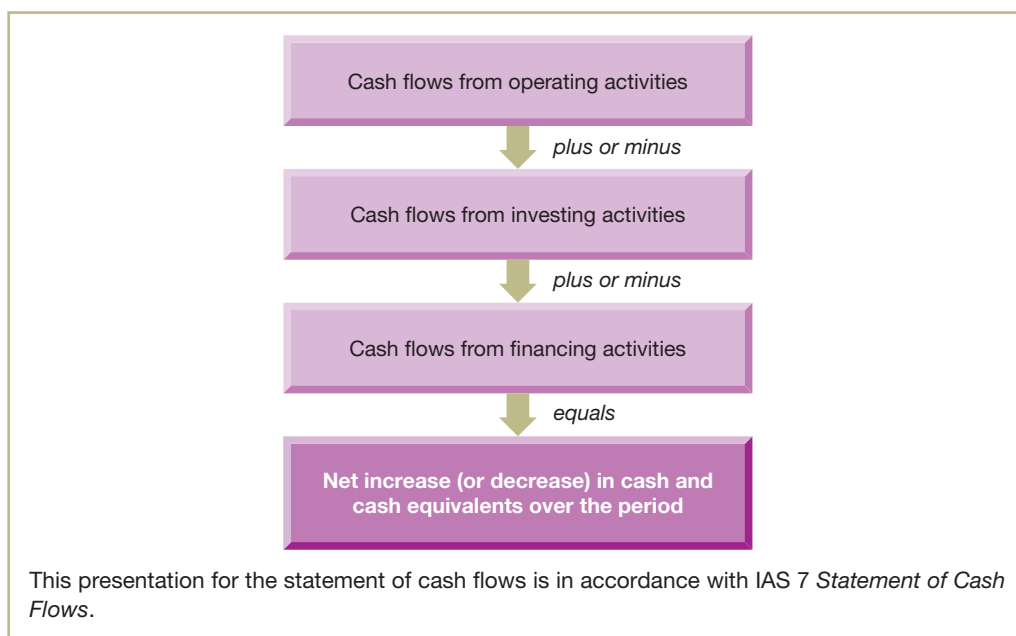 Cash flows from operating activities
plus or minus
Cash flows from investing activities
plus or minus
Cash flows from financing activities
equals
Net increase (or decrease) in cash and
cash equivalents over the period
This presentation for the statement of cash flows is in accordance with IAS 7 Statement of Cash
Flows.